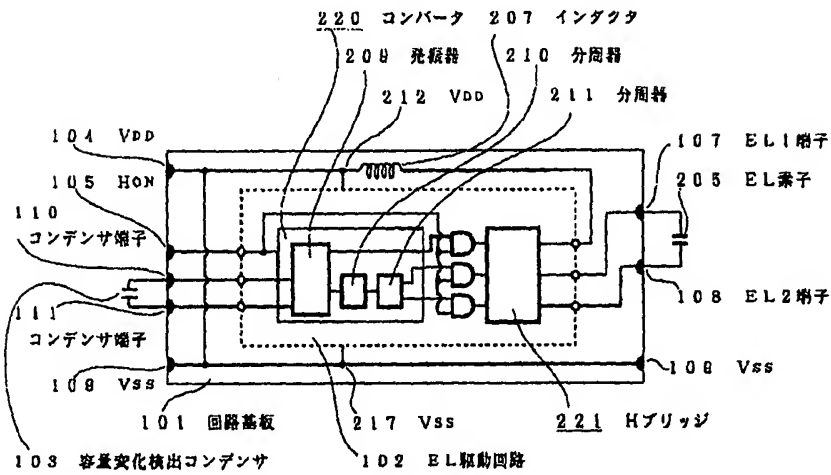 220 コンバータ 207 インダクタ
209 発振器 210 分周器
212 VDD 211 分周器
104 VDD
107 EL1端子
105 HON
205 EL素子
110
コンデンサ端子
111
108 EL2端子
コンデンサ端子
109 VSS
109 VSS
101 回路基板 217 VSS 221 Hブリッジ
103 容量変化検出コンデンサ 102 EL駆動回路